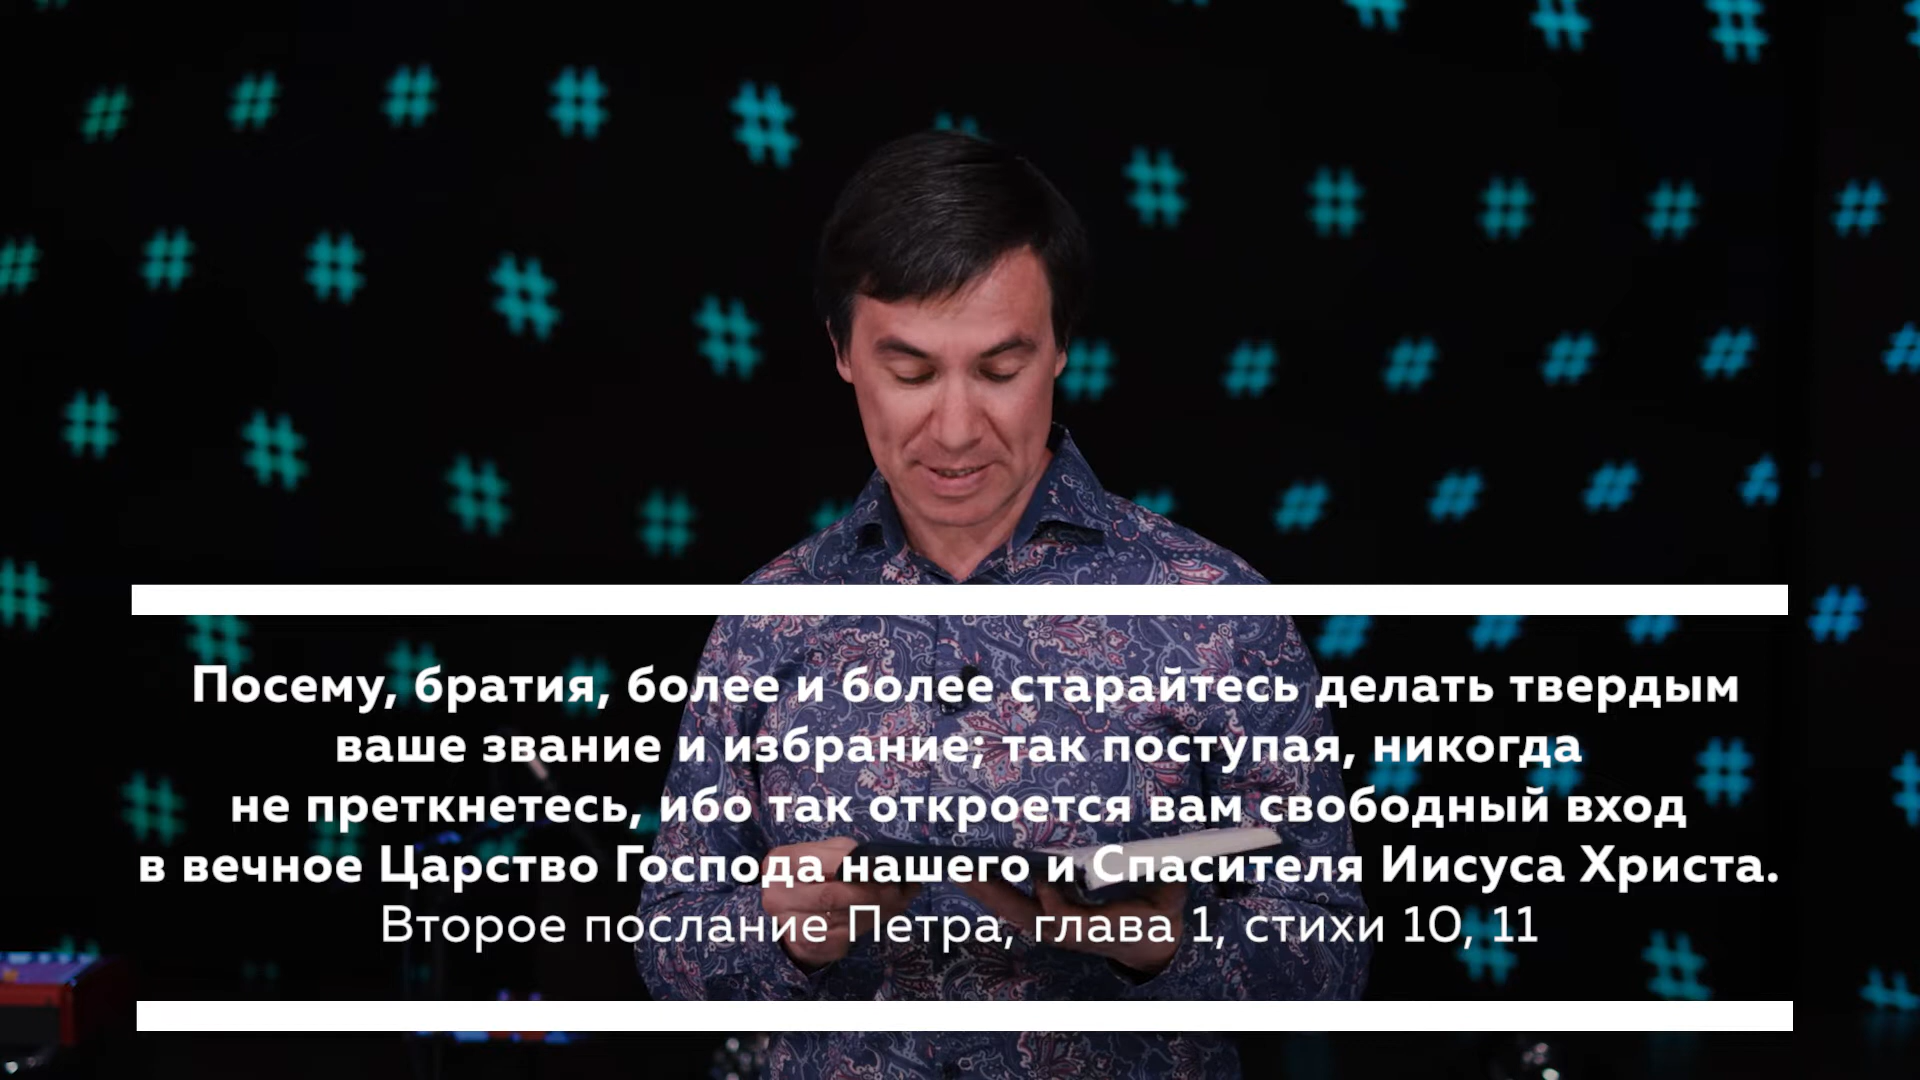 Посему, братия, более и более старайтесь делать твердым
ваше звание и избрание; так поступая, никогда
не преткнетесь, ибо так откроется вам свободный вход
в вечное Царство Господа нашего и Спасителя Иисуса Христа.
Второе послание Петра, глава 1, стихи 10, 11